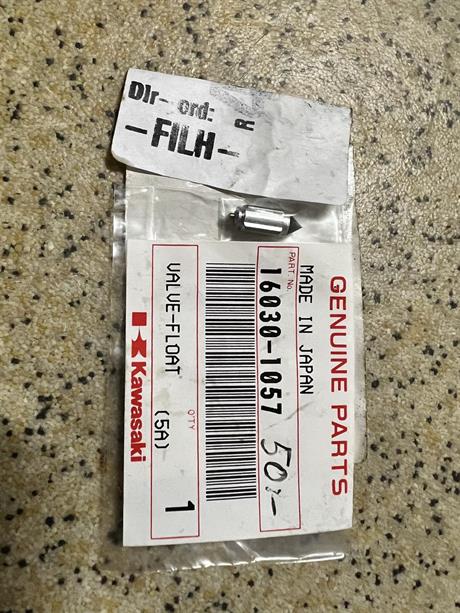 Dlr- ord:
R
-FILH-
GENUINE PARTS
MADE IN JAPAN
PART No.
16030-1057
50:-
VALVE-FLOAT
(5A)
QTY
1
Kawasaki